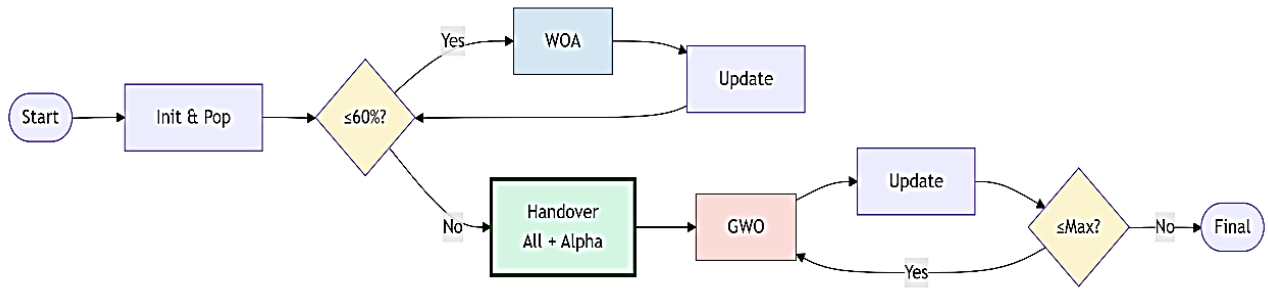 Start
Init & Pop
≤60%?
Yes
WOA
Update
No
Handover
All + Alpha
GWO
Update
≤Max?
Yes
No
Final